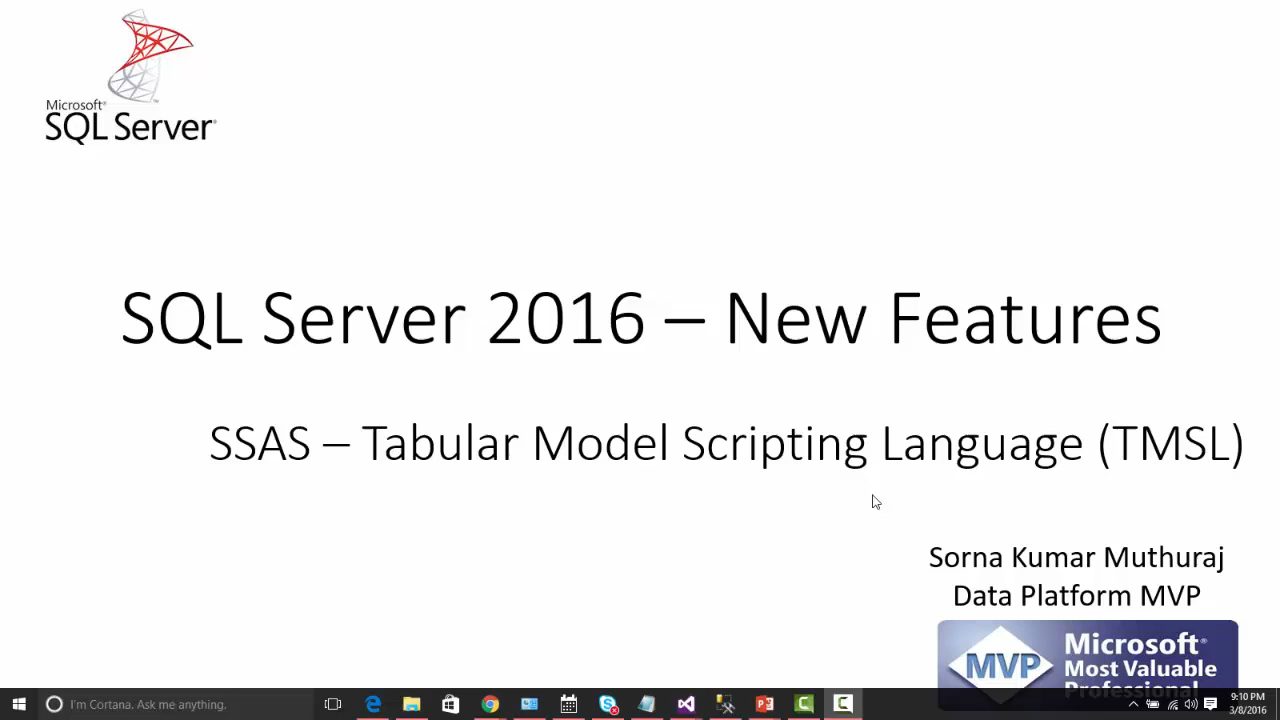 Microsoft®
SQL Server®
SQL Server 2016 – New Features
SSAS – Tabular Model Scripting Language (TMSL)
Sorna Kumar Muthuraj
Data Platform MVP
MVP
Microsoft®
Most Valuable
Professional
I'm Cortana. Ask me anything.
9:10 PM
3/8/2016